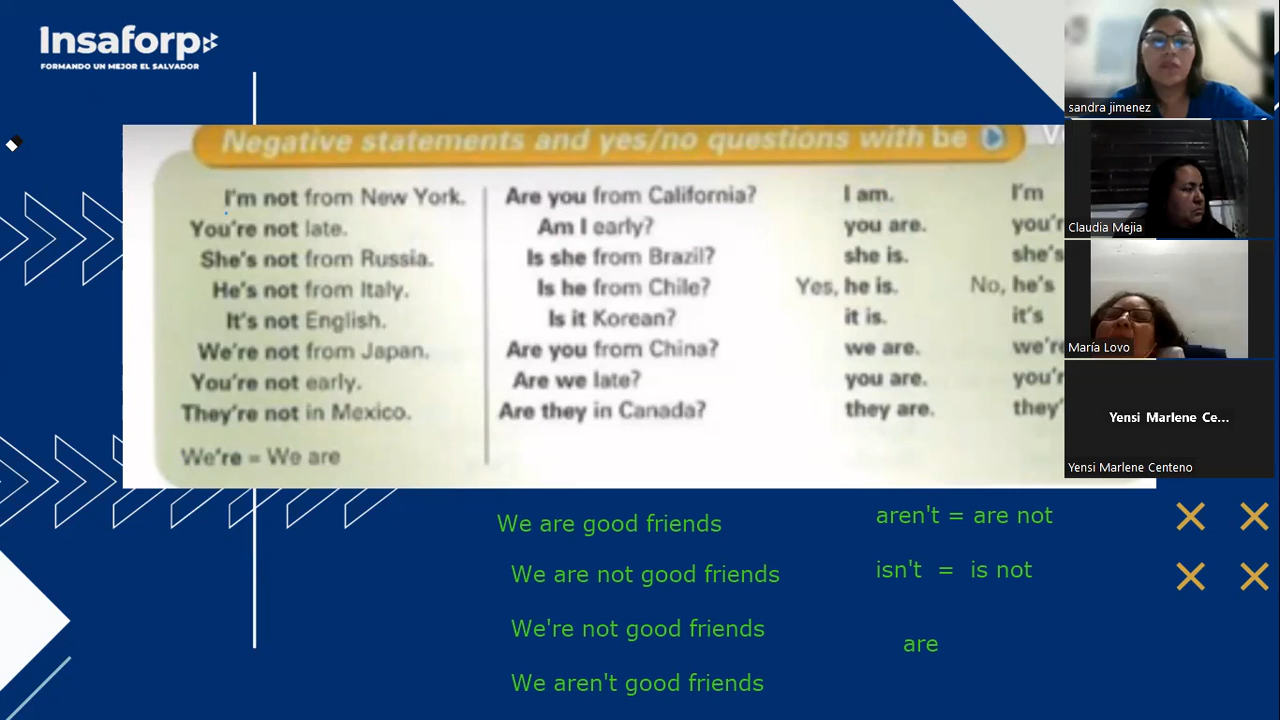 Insaforp
FORMANDO UN MEJOR EL SALVADOR
Negative statements and yes/no questions with be
I'm not from New York.
You're not late.
She's not from Russia.
He's not from Italy.
It's not English.
We're not from Japan.
You're not early.
They're not in Mexico.
We're = We are
Are you from California?
Am I early?
Is she from Brazil?
Is he from Chile?
Is it Korean?
Are you from China?
Are we late?
Are they in Canada?
I am.
you are.
she is.
Yes, he is.
it is.
we are.
you are.
they are.
I'm
you'r
she's
No, he's
it's
we're
you'r
they'
We are good friends
We are not good friends
We're not good friends
We aren't good friends
aren't = are not
isn't = is not
are
sandra jimenez
Claudia Mejia
María Lovo
Yensi Marlene Ce...
Yensi Marlene Centeno